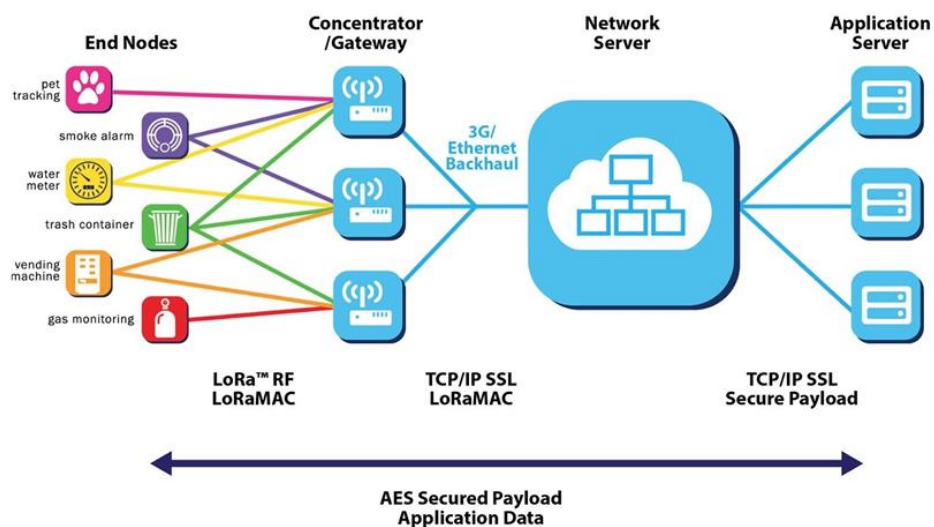 End Nodes
Concentrator
/Gateway
Network
Server
Application
Server
pet
tracking
smoke alarm
water
meter
trash container
vending
machine
gas monitoring
3G/
Ethernet
Backhaul
LoRa™ RF
LoRaMAC
TCP/IP SSL
LoRaMAC
TCP/IP SSL
Secure Payload
AES Secured Payload
Application Data